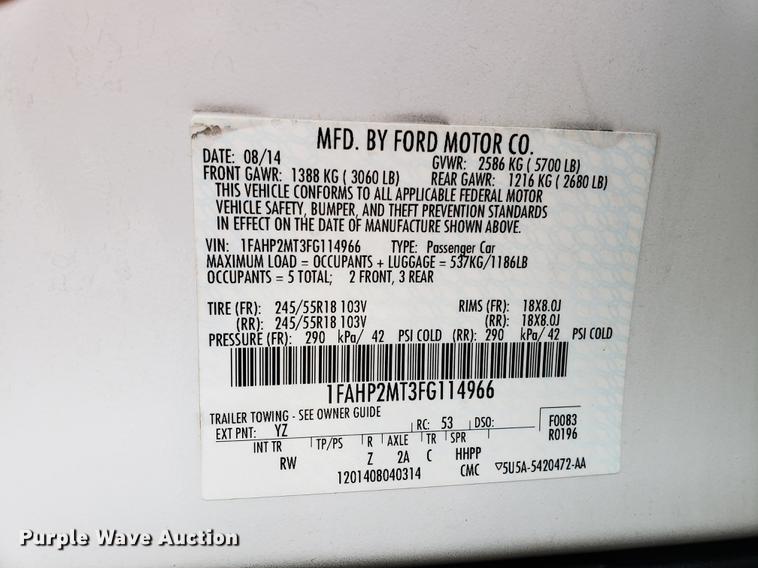 MFD. BY FORD MOTOR CO.
DATE: 08/14 GVWR: 2586 KG ( 5700 LB)
FRONT GAWR: 1388 KG ( 3060 LB) REAR GAWR: 1216 KG ( 2680 LB)
THIS VEHICLE CONFORMS TO ALL APPLICABLE FEDERAL MOTOR
VEHICLE SAFETY, BUMPER, AND THEFT PREVENTION STANDARDS
IN EFFECT ON THE DATE OF MANUFACTURE SHOWN ABOVE.
VIN: 1FAHP2MT3FG114966 TYPE: Passenger Car
MAXIMUM LOAD = OCCUPANTS + LUGGAGE = 537KG/1186LB
OCCUPANTS = 5 TOTAL; 2 FRONT, 3 REAR
TIRE (FR): 245/55R18 103V RIMS (FR): 18X8.0J
(RR): 245/55R18 103V (RR): 18X8.0J
PRESSURE (FR): 290 kPa/ 42 PSI COLD (RR): 290 kPa/ 42 PSI COLD
1FAHP2MT3FG114966
TRAILER TOWING - SEE OWNER GUIDE
EXT PNT: YZ RC: 53 DSO: F0083
INT TR TP/PS R AXLE TR SPR R0196
RW Z 2A C HHPP
1201408040314 CMC ▽5U5A-5420472-AA
Purple Wave Auction